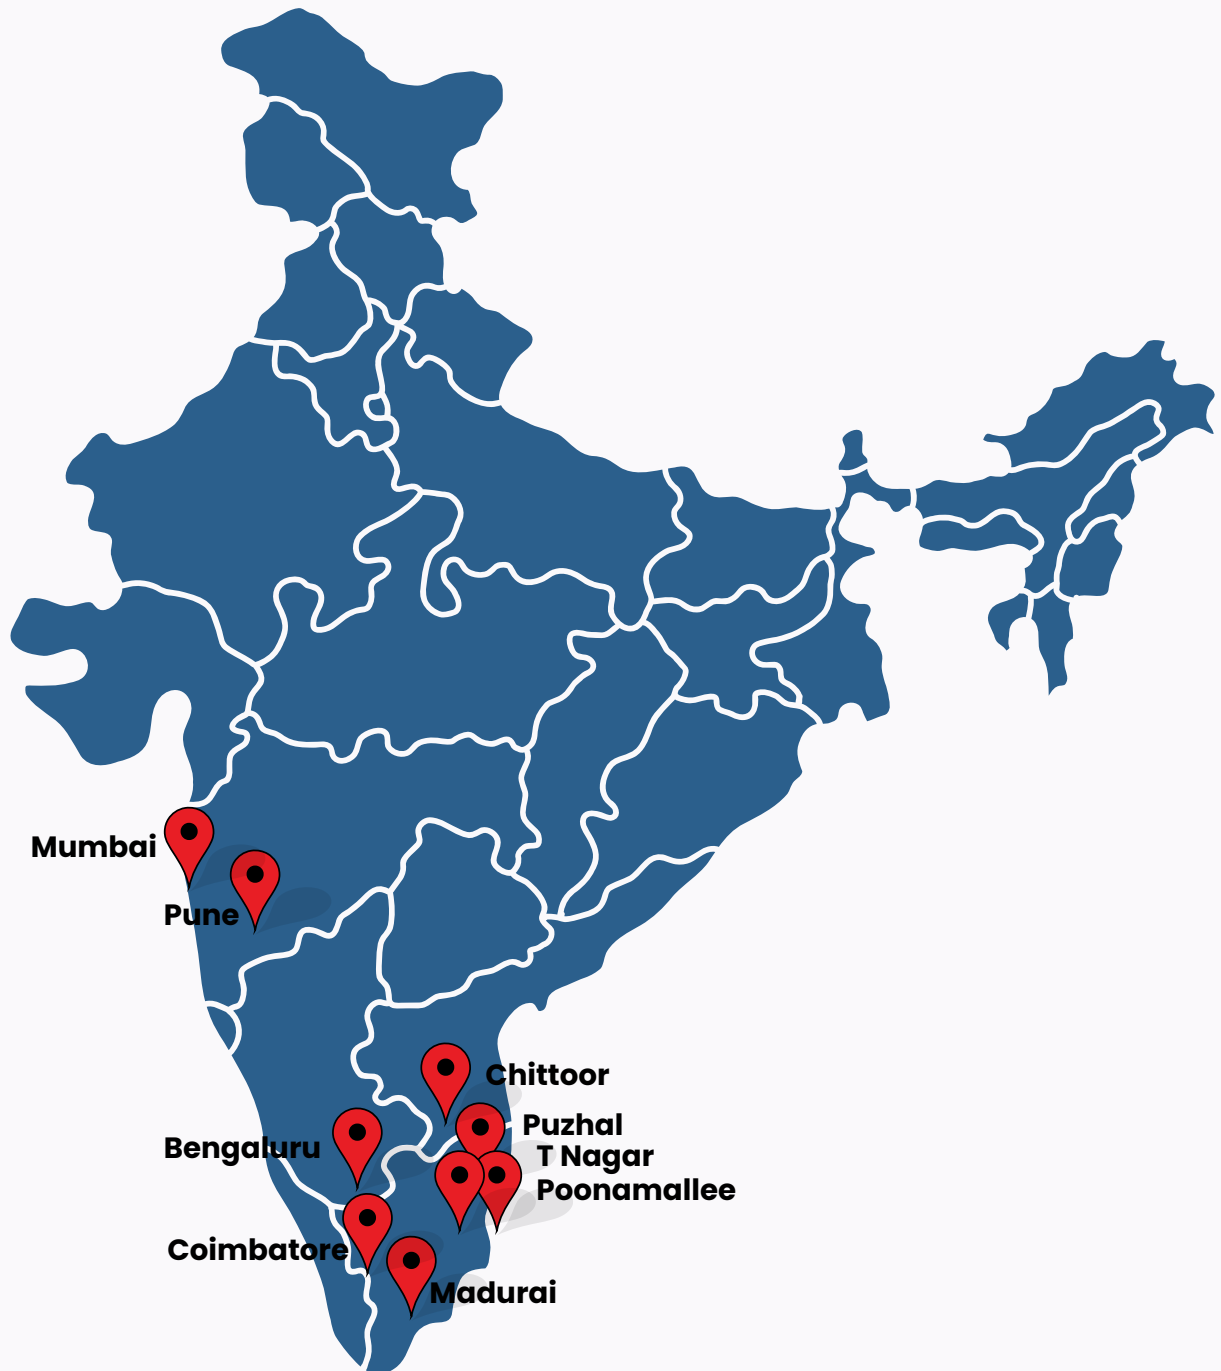 Mumbai
Pune
Chittoor
Puzhal
T Nagar
Bengaluru
Poonamallee
Coimbatore
Madurai